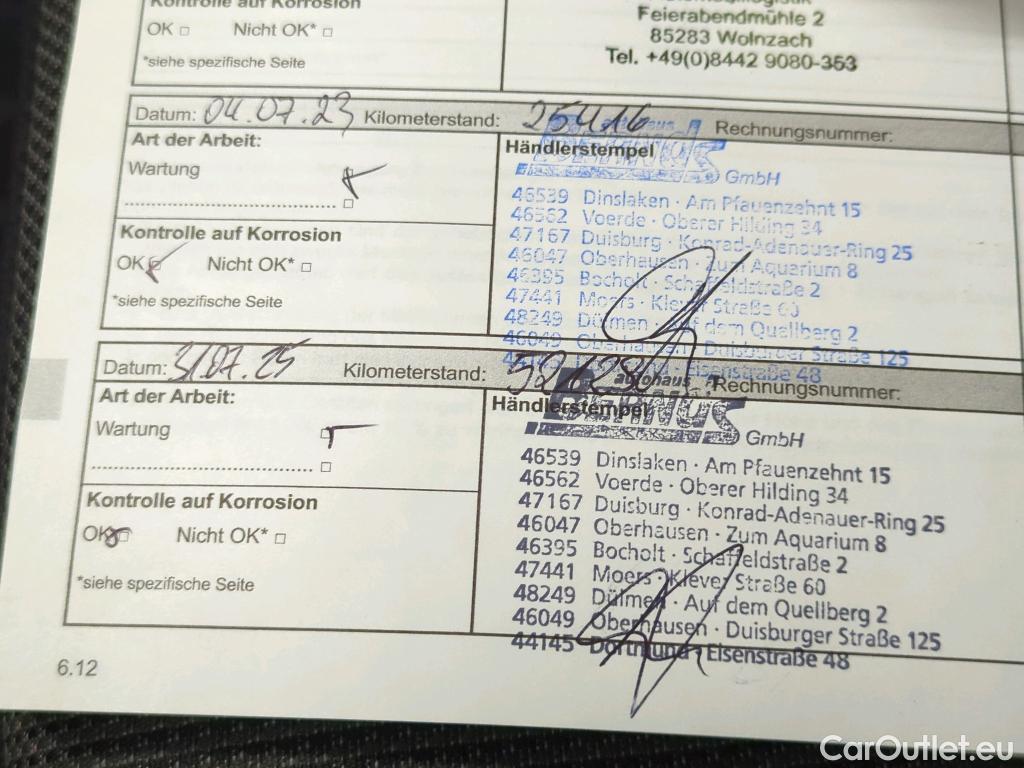 Kontrolle auf Korrosion
OK □ Nicht OK* □
*siehe spezifische Seite
Feierabendmühle 2
85283 Wolnzach
Tel. +49(0)8442 9080-353
Datum: 04.07.23 Kilometerstand: 25416 Rechnungsnummer:
Art der Arbeit:
Wartung
Kontrolle auf Korrosion
OK Nicht OK* □
*siehe spezifische Seite
Händlerstempel
autohaus
GmbH
46539 Dinslaken · Am Pfauenzehnt 15
46562 Voerde · Oberer Hilding 34
47167 Duisburg · Konrad-Adenauer-Ring 25
46047 Oberhausen · Zum Aquarium 8
46395 Bocholt · Schaffeldstraße 2
47441 Moers · Klever Straße 60
48249 Dülmen · Auf dem Quellberg 2
46049 Oberhausen · Duisburger Straße 125
Eisenstraße 48
Datum: 31.07.25 Kilometerstand: Rechnungsnummer:
Art der Arbeit:
Wartung
Kontrolle auf Korrosion
OK Nicht OK* □
*siehe spezifische Seite
Händlerstempel
autohaus
GmbH
46539 Dinslaken · Am Pfauenzehnt 15
46562 Voerde · Oberer Hilding 34
47167 Duisburg · Konrad-Adenauer-Ring 25
46047 Oberhausen · Zum Aquarium 8
46395 Bocholt · Schaffeldstraße 2
47441 Moers · Klever Straße 60
48249 Dülmen · Auf dem Quellberg 2
46049 Oberhausen · Duisburger Straße 125
44145 Dortmund · Eisenstraße 48
6.12
CarOutlet.eu